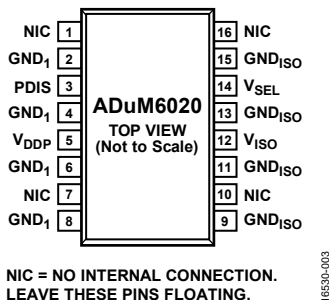 NIC 1
GND1 2
PDIS 3
GND1 4
VDDP 5
GND1 6
NIC 7
GND1 8
ADuM6020
TOP VIEW
(Not to Scale)
16 NIC
15 GNDISO
14 VSEL
13 GNDISO
12 VISO
11 GNDISO
10 NIC
9 GNDISO
NIC = NO INTERNAL CONNECTION.
LEAVE THESE PINS FLOATING.
16530-003